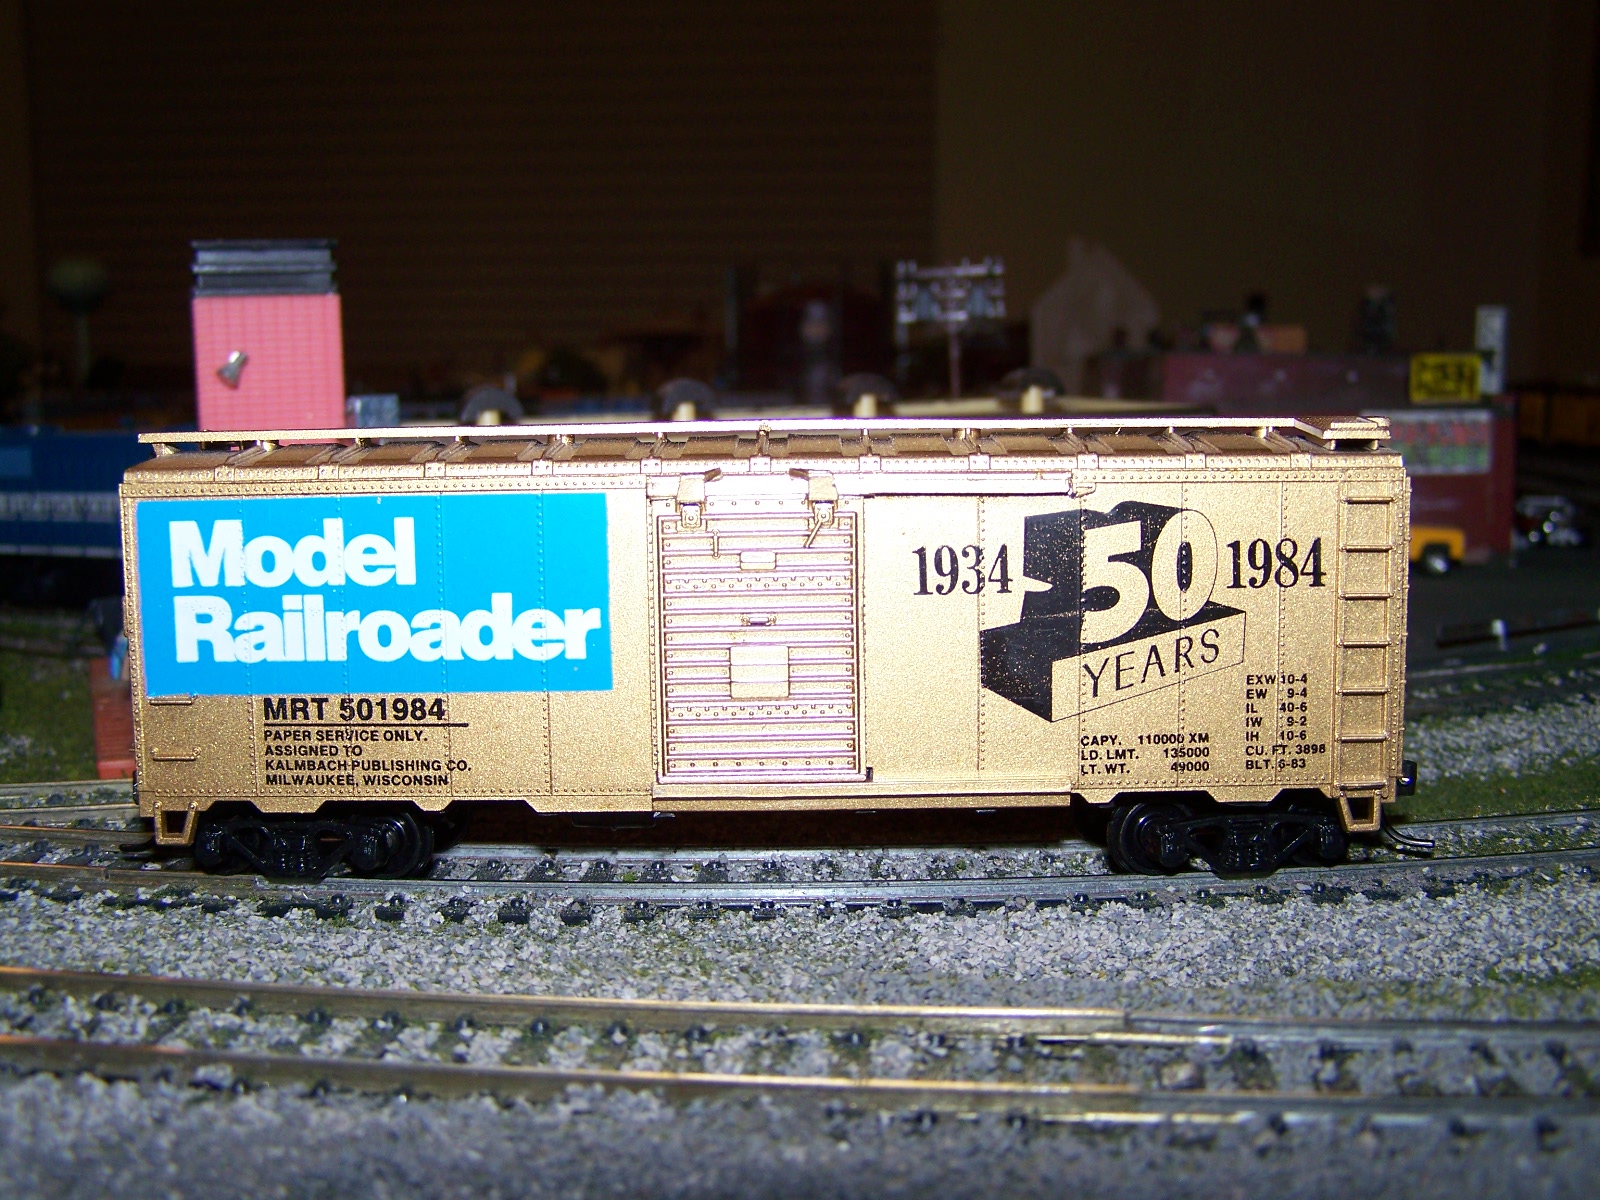 Model
Railroader
MRT 501984
PAPER SERVICE ONLY.
ASSIGNED TO
KALMBACH PUBLISHING CO.
MILWAUKEE, WISCONSIN
1934 50 1984
YEARS
CAPY. 110000 XM
LD. LMT. 135000
LT. WT. 49000
EXW 10-4
EW 9-4
IL 40-6
IW 9-2
IH 10-6
CU. FT. 3898
BLT. 6-83